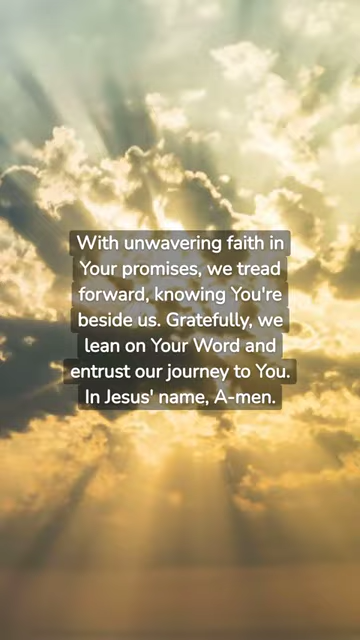 With unwavering faith in
Your promises, we tread
forward, knowing You're
beside us. Gratefully, we
lean on Your Word and
entrust our journey to You.
In Jesus' name, A-men.